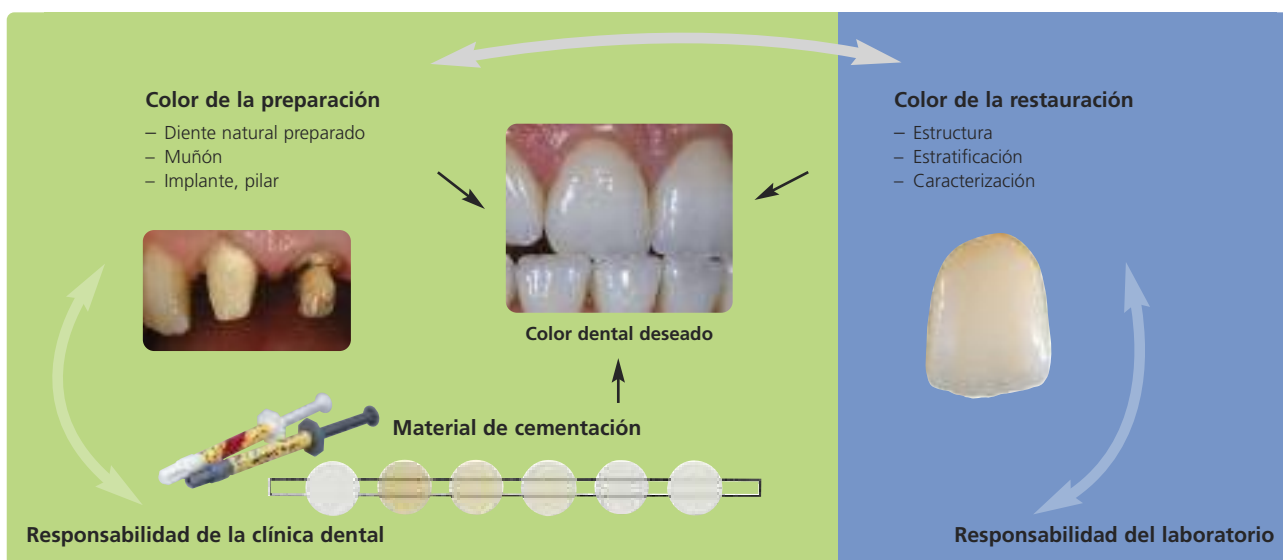 Color de la preparación
– Diente natural preparado
– Muñón
– Implante, pilar
Color de la restauración
– Estructura
– Estratificación
– Caracterización
Color dental deseado
Material de cementación
Responsabilidad de la clínica dental
Responsabilidad del laboratorio